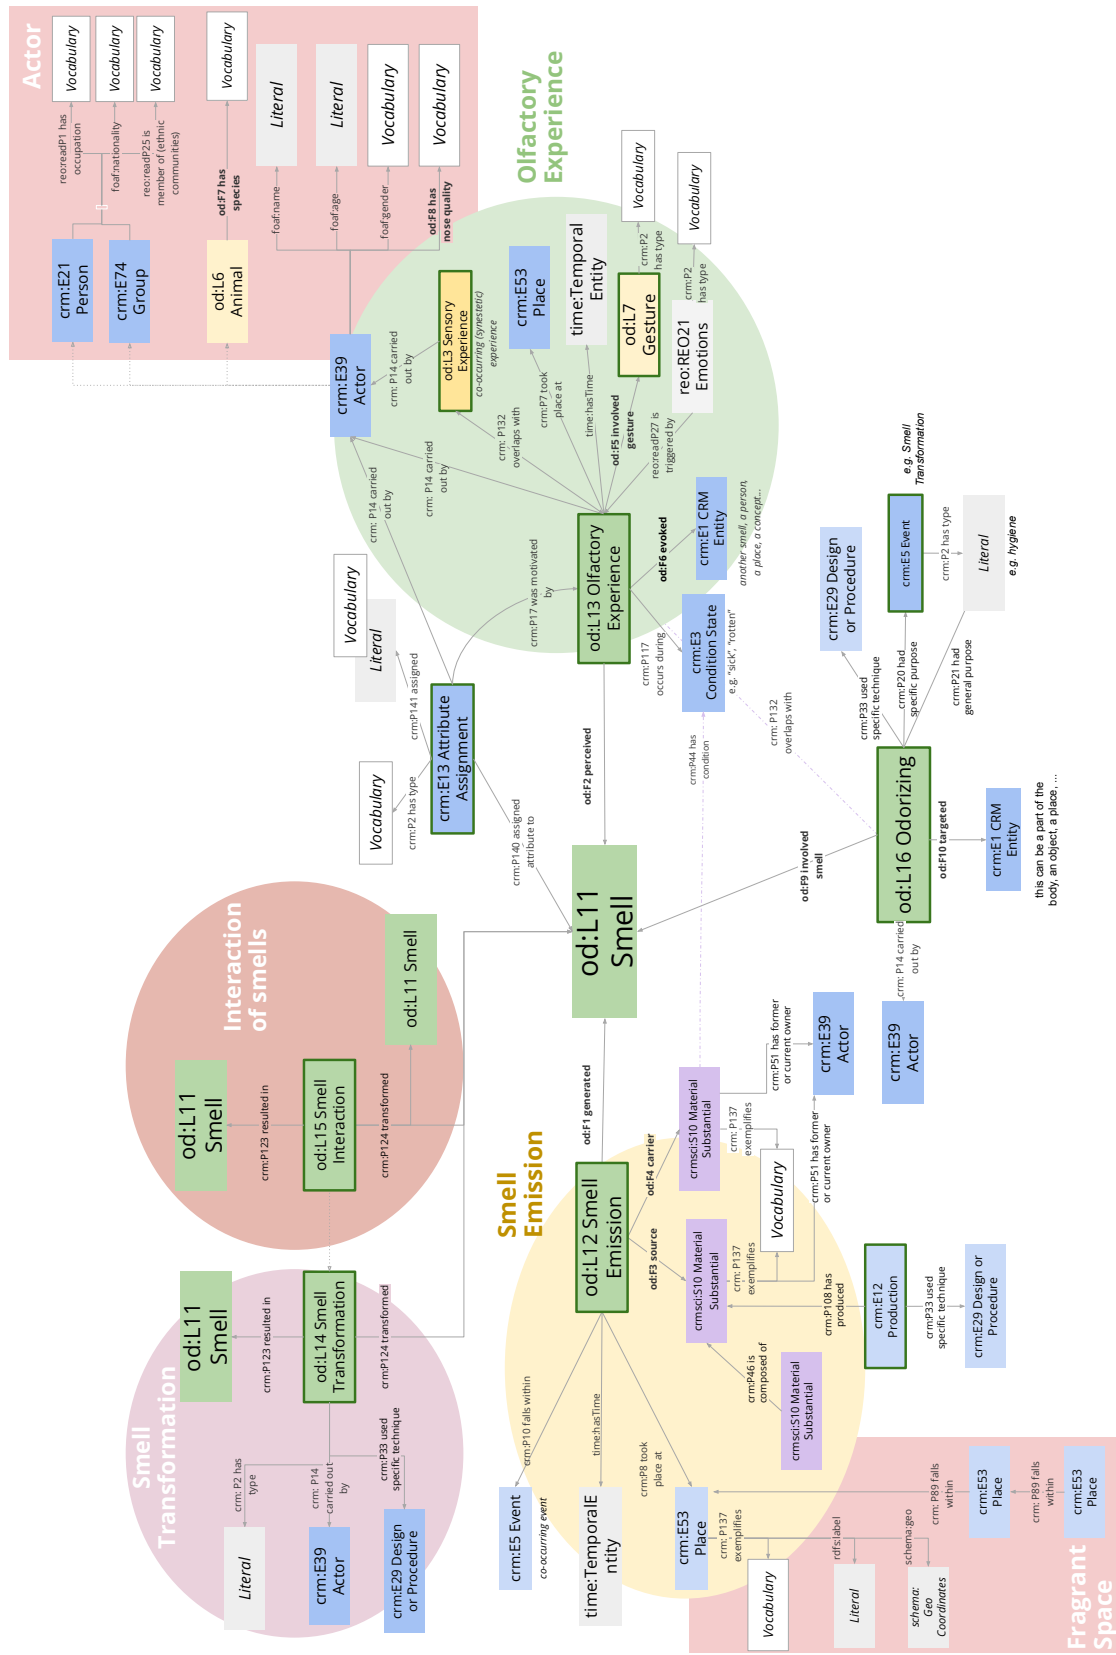 Smell
Transformation
od:L11
Smell
crm:P123 resulted in
od:L14 Smell
Transformation
crm:P124 transformed
crm: P2 has
type
Literal
crm: P14
carried out
by
crm:E39
Actor
crm:P33 used
specific technique
crm:E29 Design
or Procedure
Interaction
of smells
od:L11
Smell
crm:P123 resulted in
od:L15 Smell
Interaction
crm:P124 transformed
od:L11 Smell
Vocabulary
crm:P2 has type
crm:E13 Attribute
Assignment
crm:P141 assigned
Vocabulary
Literal
crm:P140 assigned
attribute to
crm:P17 was motivated
by
crm: P14 carried
out by
Actor
crm:E21
Person
crm:E74
Group
od:L6
Animal
reo:readP1 has
occupation
foaf:nationality
reo:readP25 is
member of (ethnic
communities)
od:F7 has
species
Vocabulary
Vocabulary
Vocabulary
Vocabulary
foaf:name
Literal
foaf:age
Literal
foaf:gender
Vocabulary
od:F8 has
nose quality
Vocabulary
crm:E39
Actor
crm: P14 carried
out by
crm: P14 carried
out by
Olfactory
Experience
od:L3 Sensory
Experience
co-occurring (synestetic)
experience
crm: P132
overlaps with
crm:E53
Place
crm:P7 took
place at
time:Temporal
Entity
time:hasTime
od:L7
Gesture
od:F5 involved
gesture
crm:P2
has type
Vocabulary
reo:REO21
Emotions
reo:readP27 is
triggered by
crm:P2
has type
Vocabulary
od:L13 Olfactory
Experience
od:F6 evoked
crm:E1 CRM
Entity
another smell, a person,
a place, a concept...
crm:P117
occurs during
crm:E3
Condition State
e.g. "sick", "rotten"
od:F2 perceived
od:L11
Smell
od:F1 generated
crm:P44 has
condition
crm: P132
overlaps with
od:F9 involved
smell
od:L16 Odorizing
crm:P33 used
specific technique
crm:E29 Design
or Procedure
crm:P20 had
specific purpose
crm:E5 Event
e.g. Smell
Transformation
crm:P2 has type
crm:P21 had
general purpose
Literal
e.g. hygiene
od:F10 targeted
crm:E1 CRM
Entity
this can be a part of the
body, an object, a place, ...
crm: P14 carried
out by
crm:E39
Actor
Smell
Emission
od:L12 Smell
Emission
od:F4 carrier
crmsci:S10 Material
Substantial
crm:P51 has former
or current owner
crm:E39
Actor
crm: P137
exemplifies
Vocabulary
od:F3 source
crmsci:S10 Material
Substantial
crm: P137
exemplifies
crm:P51 has former
or current owner
crm:P108 has
produced
crm:E12
Production
crm:P33 used
specific technique
crm:E29 Design or
Procedure
crm:P46 is
composed of
crmsci:S10 Material
Substantial
crm:P10 falls within
crm:E5 Event
co-occurring event
time:hasTime
time:TemporalE
ntity
crm:P8 took
place at
crm:E53
Place
crm: P137
exemplifies
Vocabulary
rdfs:label
Literal
schema:geo
schema:
Geo
Coordinates
crm: P89 falls
within
crm:E53
Place
crm: P89 falls
within
crm:E53
Place
Fragrant
Space